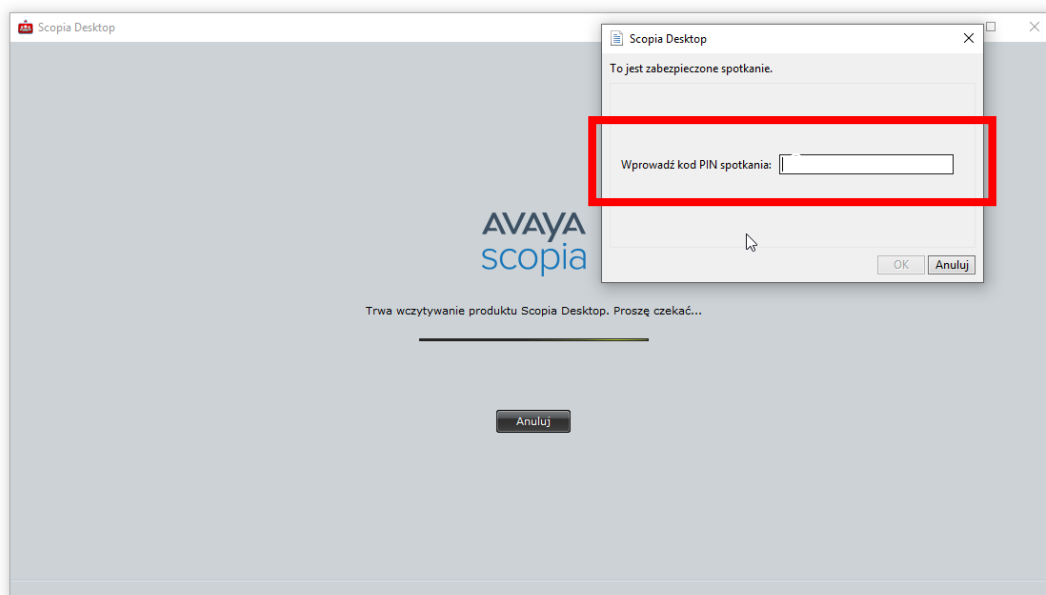 Scopia Desktop
Scopia Desktop
To jest zabezpieczone spotkanie.
Wprowadź kod PIN spotkania:
OK Anuluj
AVAYA
scopia
Trwa wczytywanie produktu Scopia Desktop. Proszę czekać...
Anuluj